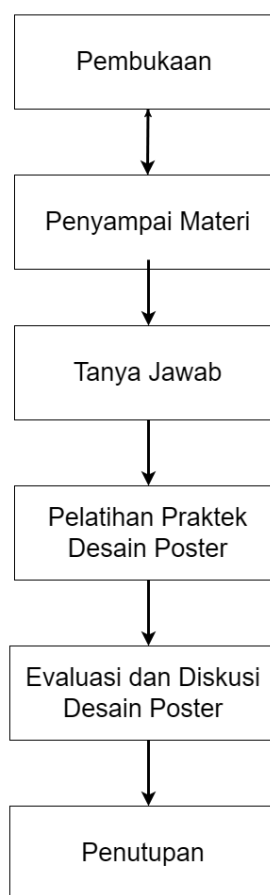 Pembukaan
Penyampai Materi
Tanya Jawab
Pelatihan Praktek
Desain Poster
Evaluasi dan Diskusi
Desain Poster
Penutupan